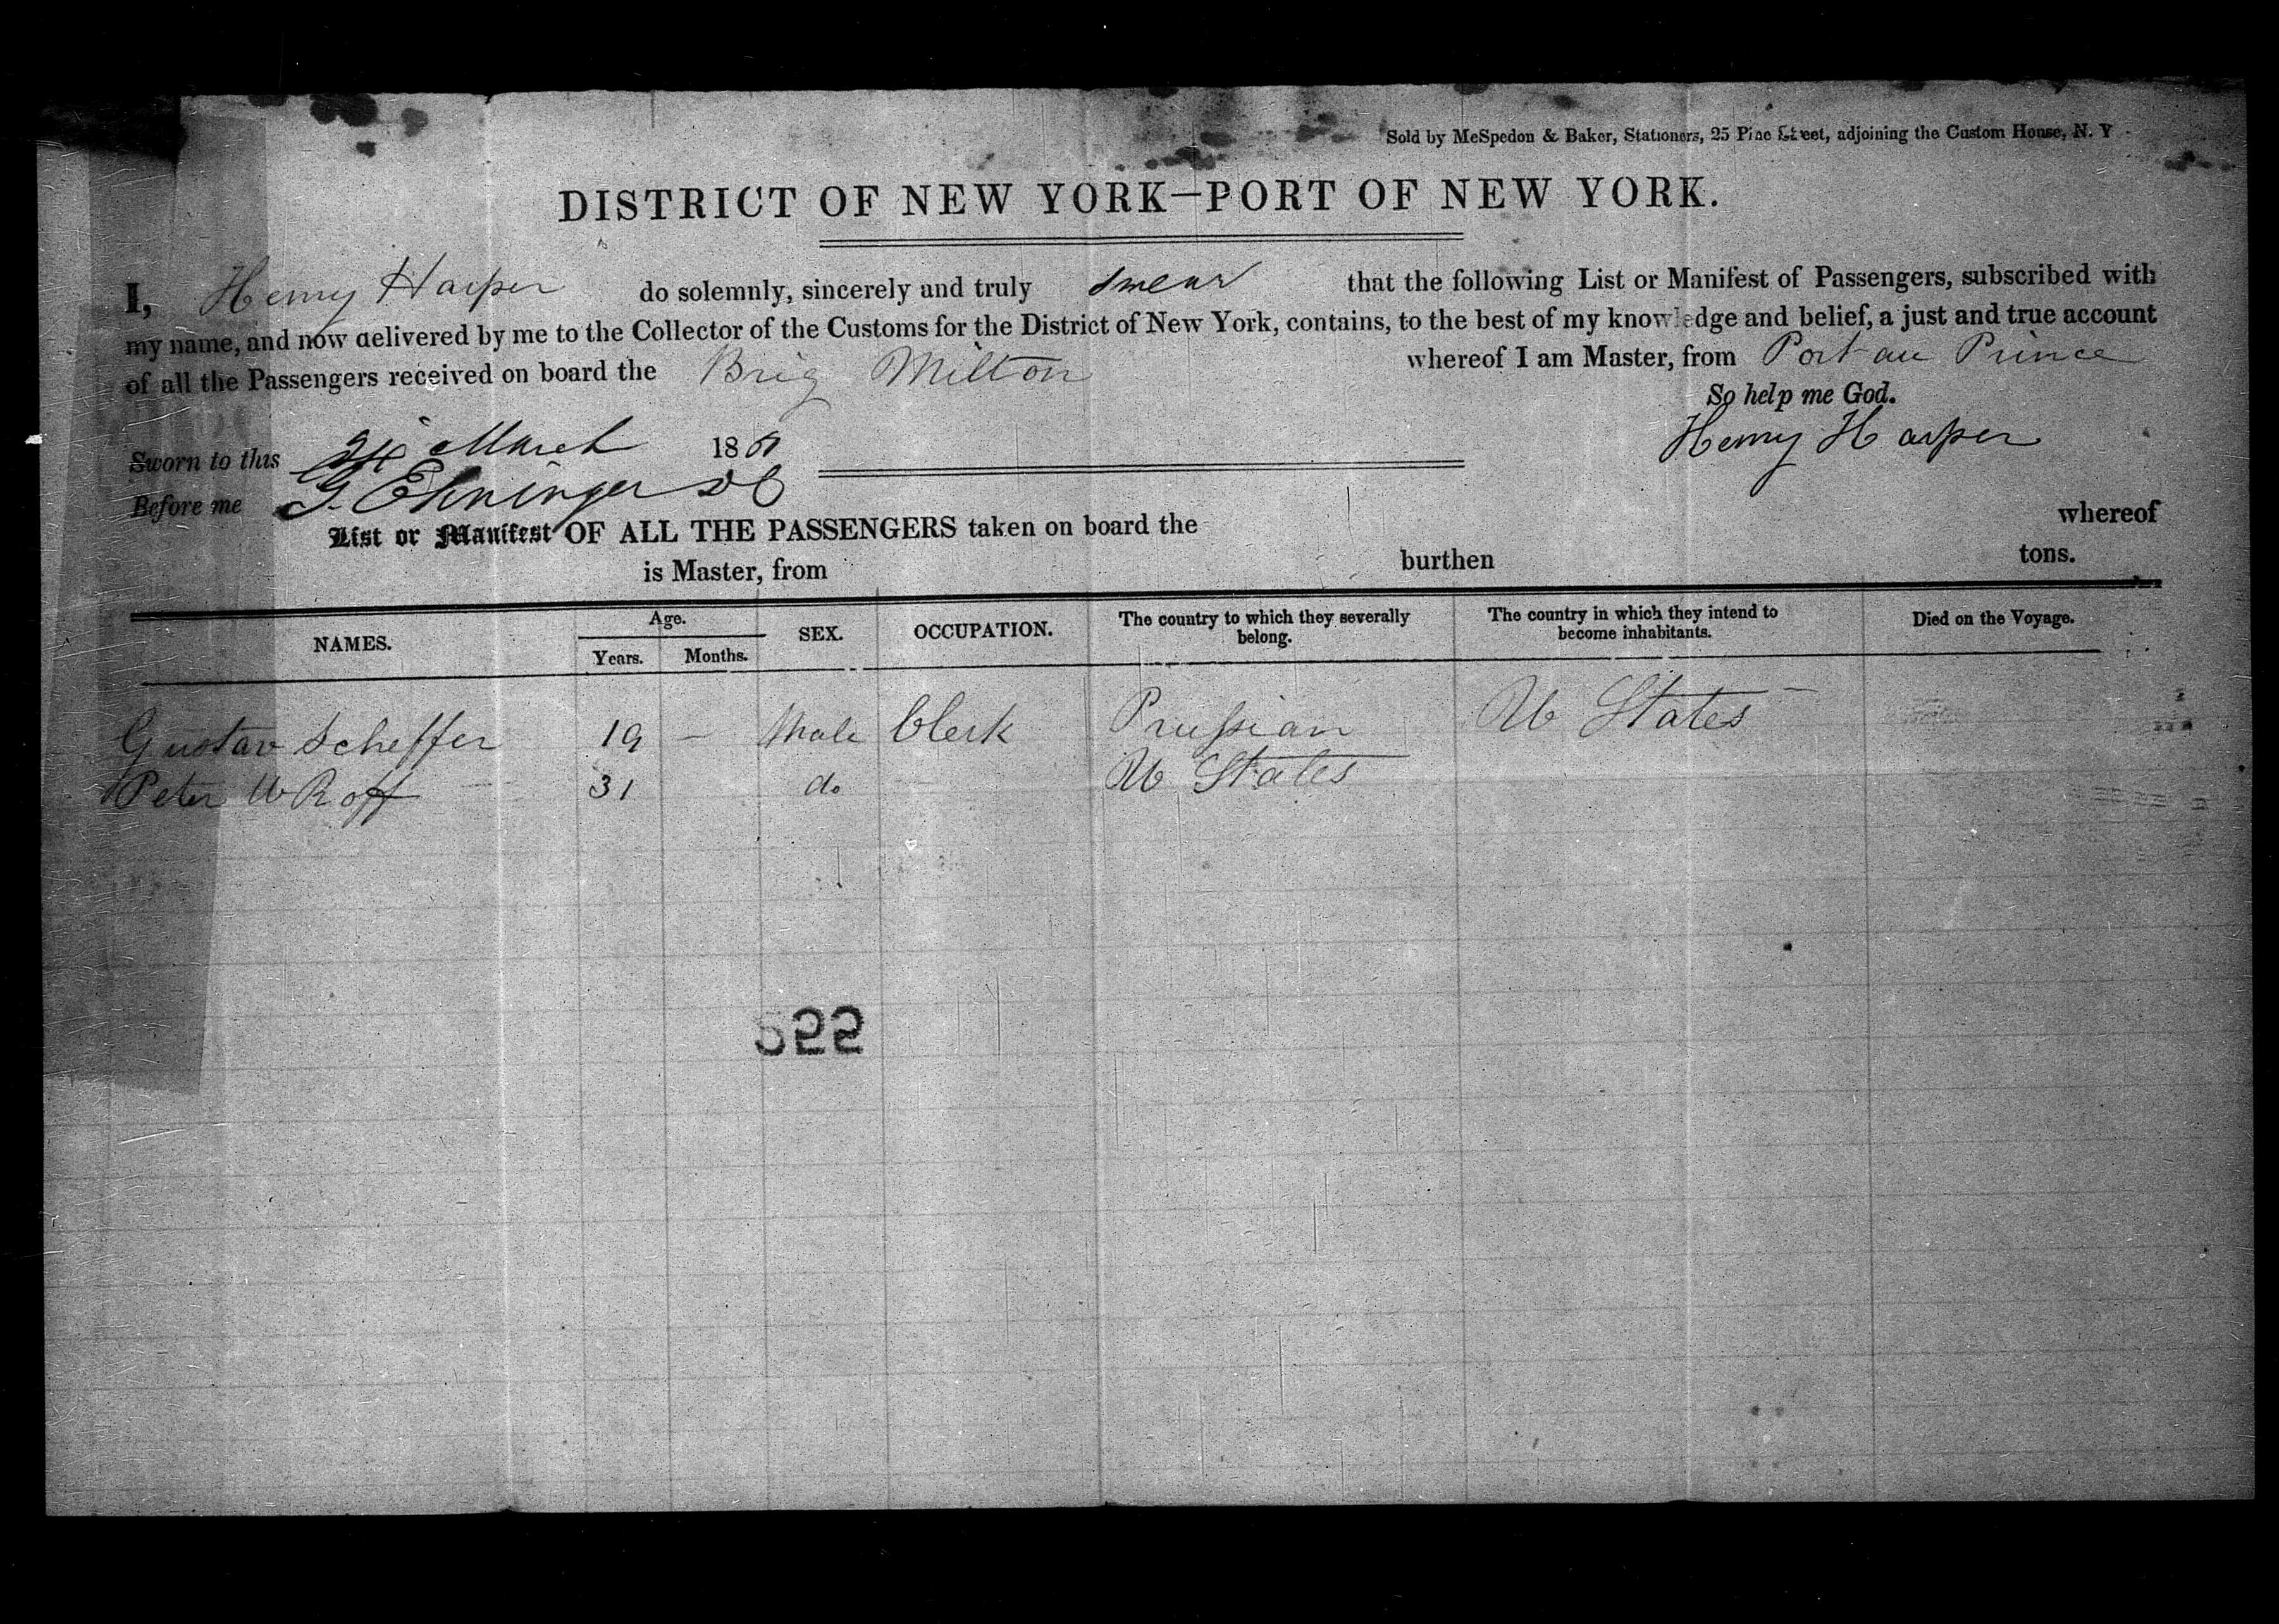 Sold by McSpedon & Baker, Stationers, 25 Pine Street, adjoining the Custom House, N. Y
DISTRICT OF NEW YORK—PORT OF NEW YORK.
I, Henry Harper do solemnly, sincerely and truly swear that the following List or Manifest of Passengers, subscribed with
my name, and now delivered by me to the Collector of the Customs for the District of New York, contains, to the best of my knowledge and belief, a just and true account
of all the Passengers received on board the Brig Milton whereof I am Master, from Port au Prince
So help me God.
Sworn to this March 18 Henry Harper
Before me Ehninger
List or Manifest OF ALL THE PASSENGERS taken on board the whereof
is Master, from burthen tons.
NAMES. Age. Years. Months. SEX. OCCUPATION. The country to which they severally belong. The country in which they intend to become inhabitants. Died on the Voyage.
Gustav Scheffer 19 — Male Clerk Prussian U States —
Peter W Roff 31 do U States
255